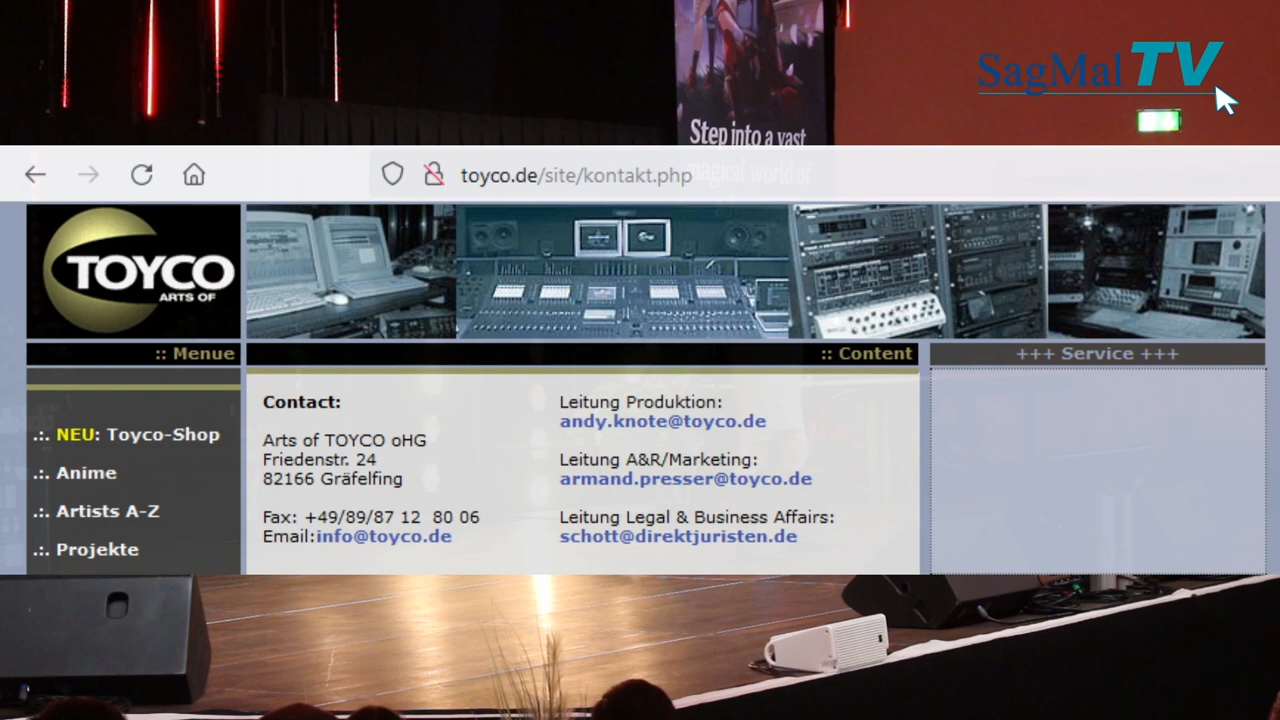 SagMal TV
Step into a vast
magical world of
toyco.de/site/kontakt.php
TOYCO
ARTS OF
:: Menue
:: Content
+++ Service +++
.:. NEU: Toyco-Shop
.:. Anime
.:. Artists A-Z
.:. Projekte
Contact:
Arts of TOYCO oHG
Friedenstr. 24
82166 Gräfelfing
Fax: +49/89/87 12 80 06
Email:info@toyco.de
Leitung Produktion:
andy.knote@toyco.de
Leitung A&R/Marketing:
armand.presser@toyco.de
Leitung Legal & Business Affairs:
schott@direktjuristen.de